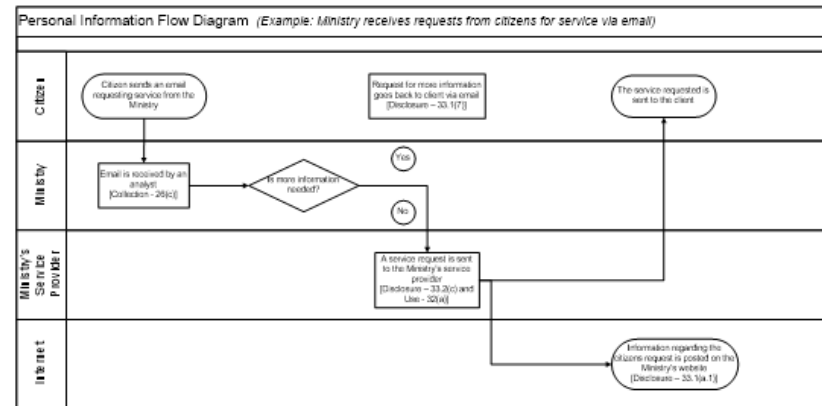 Personal Information Flow Diagram (Example: Ministry receives requests from citizens for service via email)
Citizen
Citizen sends an email
requesting service from the
Ministry
Request for more information
goes back to client via email
[Disclosure – 33.1(7)]
The service requested is
sent to the client
Ministry
Email is received by an
analyst
[Collection - 26(c)]
Is more information
needed?
Yes
No
Ministry's
Service
Provider
A service request is sent
to the Ministry's service
provider
[Disclosure – 33.2(c) and
Use - 32(a)]
Internet
Information regarding the
citizens request is posted on the
Ministry's website
[Disclosure – 33.1(a.1)]